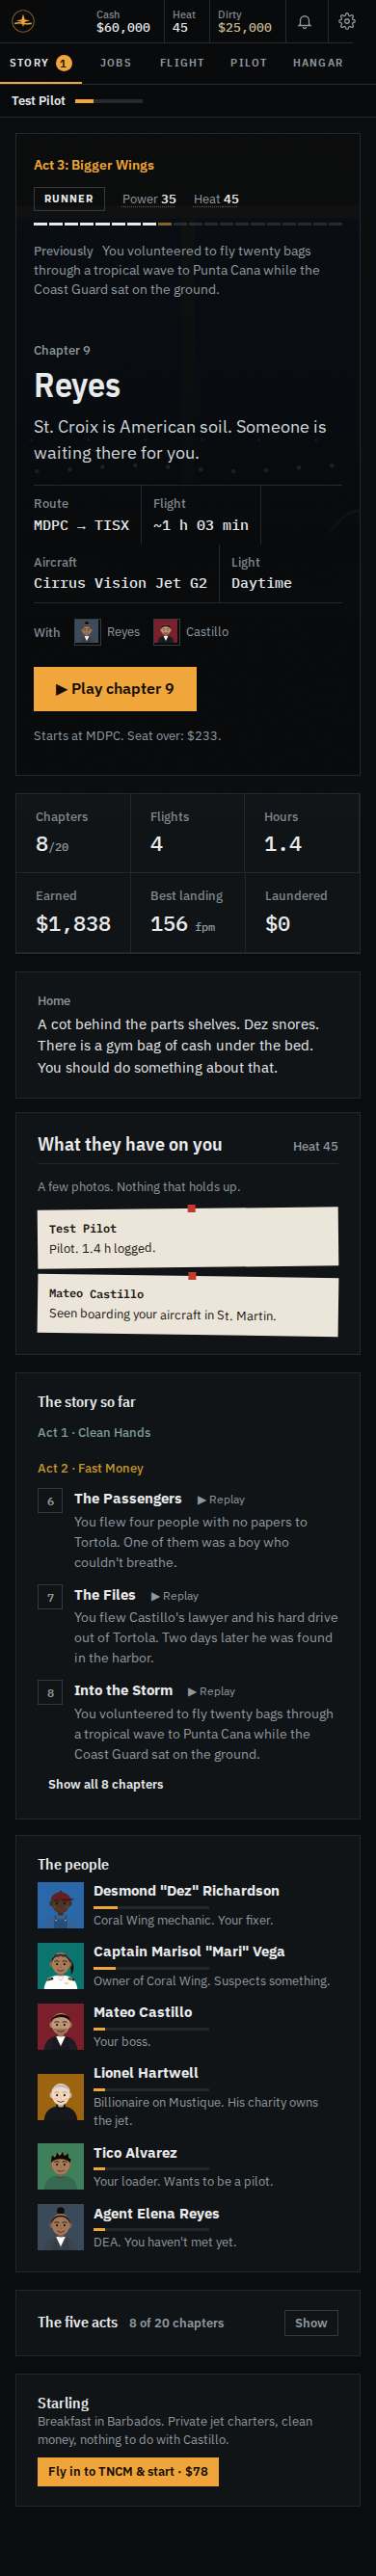 Cash Heat Dirty
$60,000 45 $25,000
STORY 1 JOBS FLIGHT PILOT HANGAR
Test Pilot
Act 3: Bigger Wings
RUNNER Power 35 Heat 45
Previously You volunteered to fly twenty bags
through a tropical wave to Punta Cana while the
Coast Guard sat on the ground.
Chapter 9
Reyes
St. Croix is American soil. Someone is
waiting there for you.
Route Flight
MDPC → TISX ~1 h 03 min
Aircraft Light
Cirrus Vision Jet G2 Daytime
With Reyes Castillo
▶ Play chapter 9
Starts at MDPC. Seat over: $233.
Chapters Flights Hours
8/20 4 1.4
Earned Best landing Laundered
$1,838 156 fpm $0
Home
A cot behind the parts shelves. Dez snores.
There is a gym bag of cash under the bed.
You should do something about that.
What they have on you Heat 45
A few photos. Nothing that holds up.
Test Pilot
Pilot. 1.4 h logged.
Mateo Castillo
Seen boarding your aircraft in St. Martin.
The story so far
Act 1 · Clean Hands
Act 2 · Fast Money
6 The Passengers ▶ Replay
You flew four people with no papers to
Tortola. One of them was a boy who
couldn't breathe.
7 The Files ▶ Replay
You flew Castillo's lawyer and his hard drive
out of Tortola. Two days later he was found
in the harbor.
8 Into the Storm ▶ Replay
You volunteered to fly twenty bags through
a tropical wave to Punta Cana while the
Coast Guard sat on the ground.
Show all 8 chapters
The people
Desmond "Dez" Richardson
Coral Wing mechanic. Your fixer.
Captain Marisol "Mari" Vega
Owner of Coral Wing. Suspects something.
Mateo Castillo
Your boss.
Lionel Hartwell
Billionaire on Mustique. His charity owns
the jet.
Tico Alvarez
Your loader. Wants to be a pilot.
Agent Elena Reyes
DEA. You haven't met yet.
The five acts 8 of 20 chapters Show
Starling
Breakfast in Barbados. Private jet charters, clean
money, nothing to do with Castillo.
Fly in to TNCM & start · $78